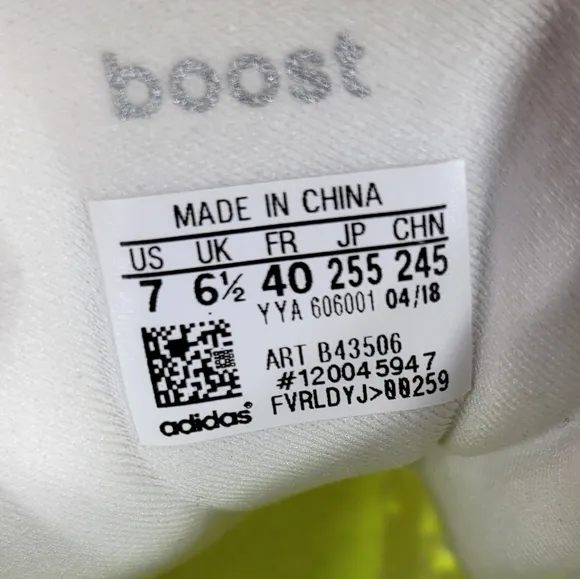 boost
MADE IN CHINA
US UK FR JP CHN
7 6½ 40 255 245
YYA 606001 04/18
ART B43506
#120045947
FVRLDYJ>00259
adidas®